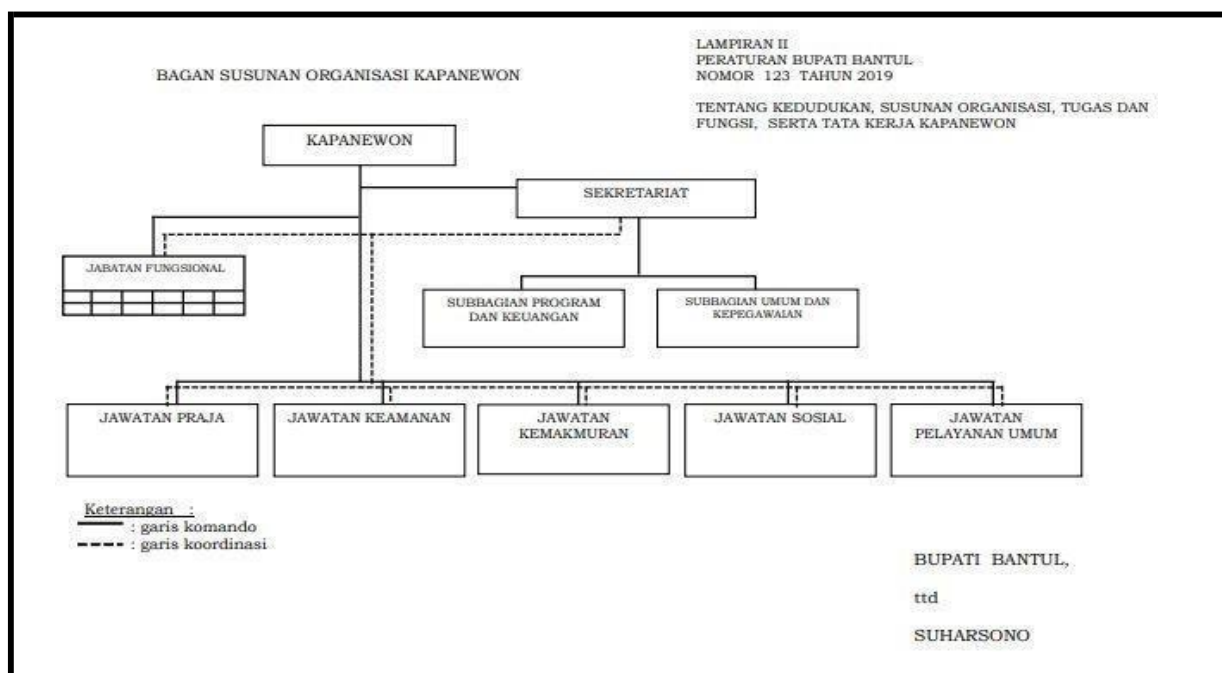 LAMPIRAN II
PERATURAN BUPATI BANTUL
NOMOR 123 TAHUN 2019
TENTANG KEDUDUKAN, SUSUNAN ORGANISASI, TUGAS DAN
FUNGSI, SERTA TATA KERJA KAPANEWON
BAGAN SUSUNAN ORGANISASI KAPANEWON
KAPANEWON
SEKRETARIAT
JABATAN FUNGSIONAL
SUBBAGIAN PROGRAM
DAN KEUANGAN
SUBBAGIAN UMUM DAN
KEPEGAWAIAN
JAWATAN PRAJA
JAWATAN KEAMANAN
JAWATAN
KEMAKMURAN
JAWATAN SOSIAL
JAWATAN
PELAYANAN UMUM
Keterangan :
: garis komando
: garis koordinasi
BUPATI BANTUL,
ttd
SUHARSONO